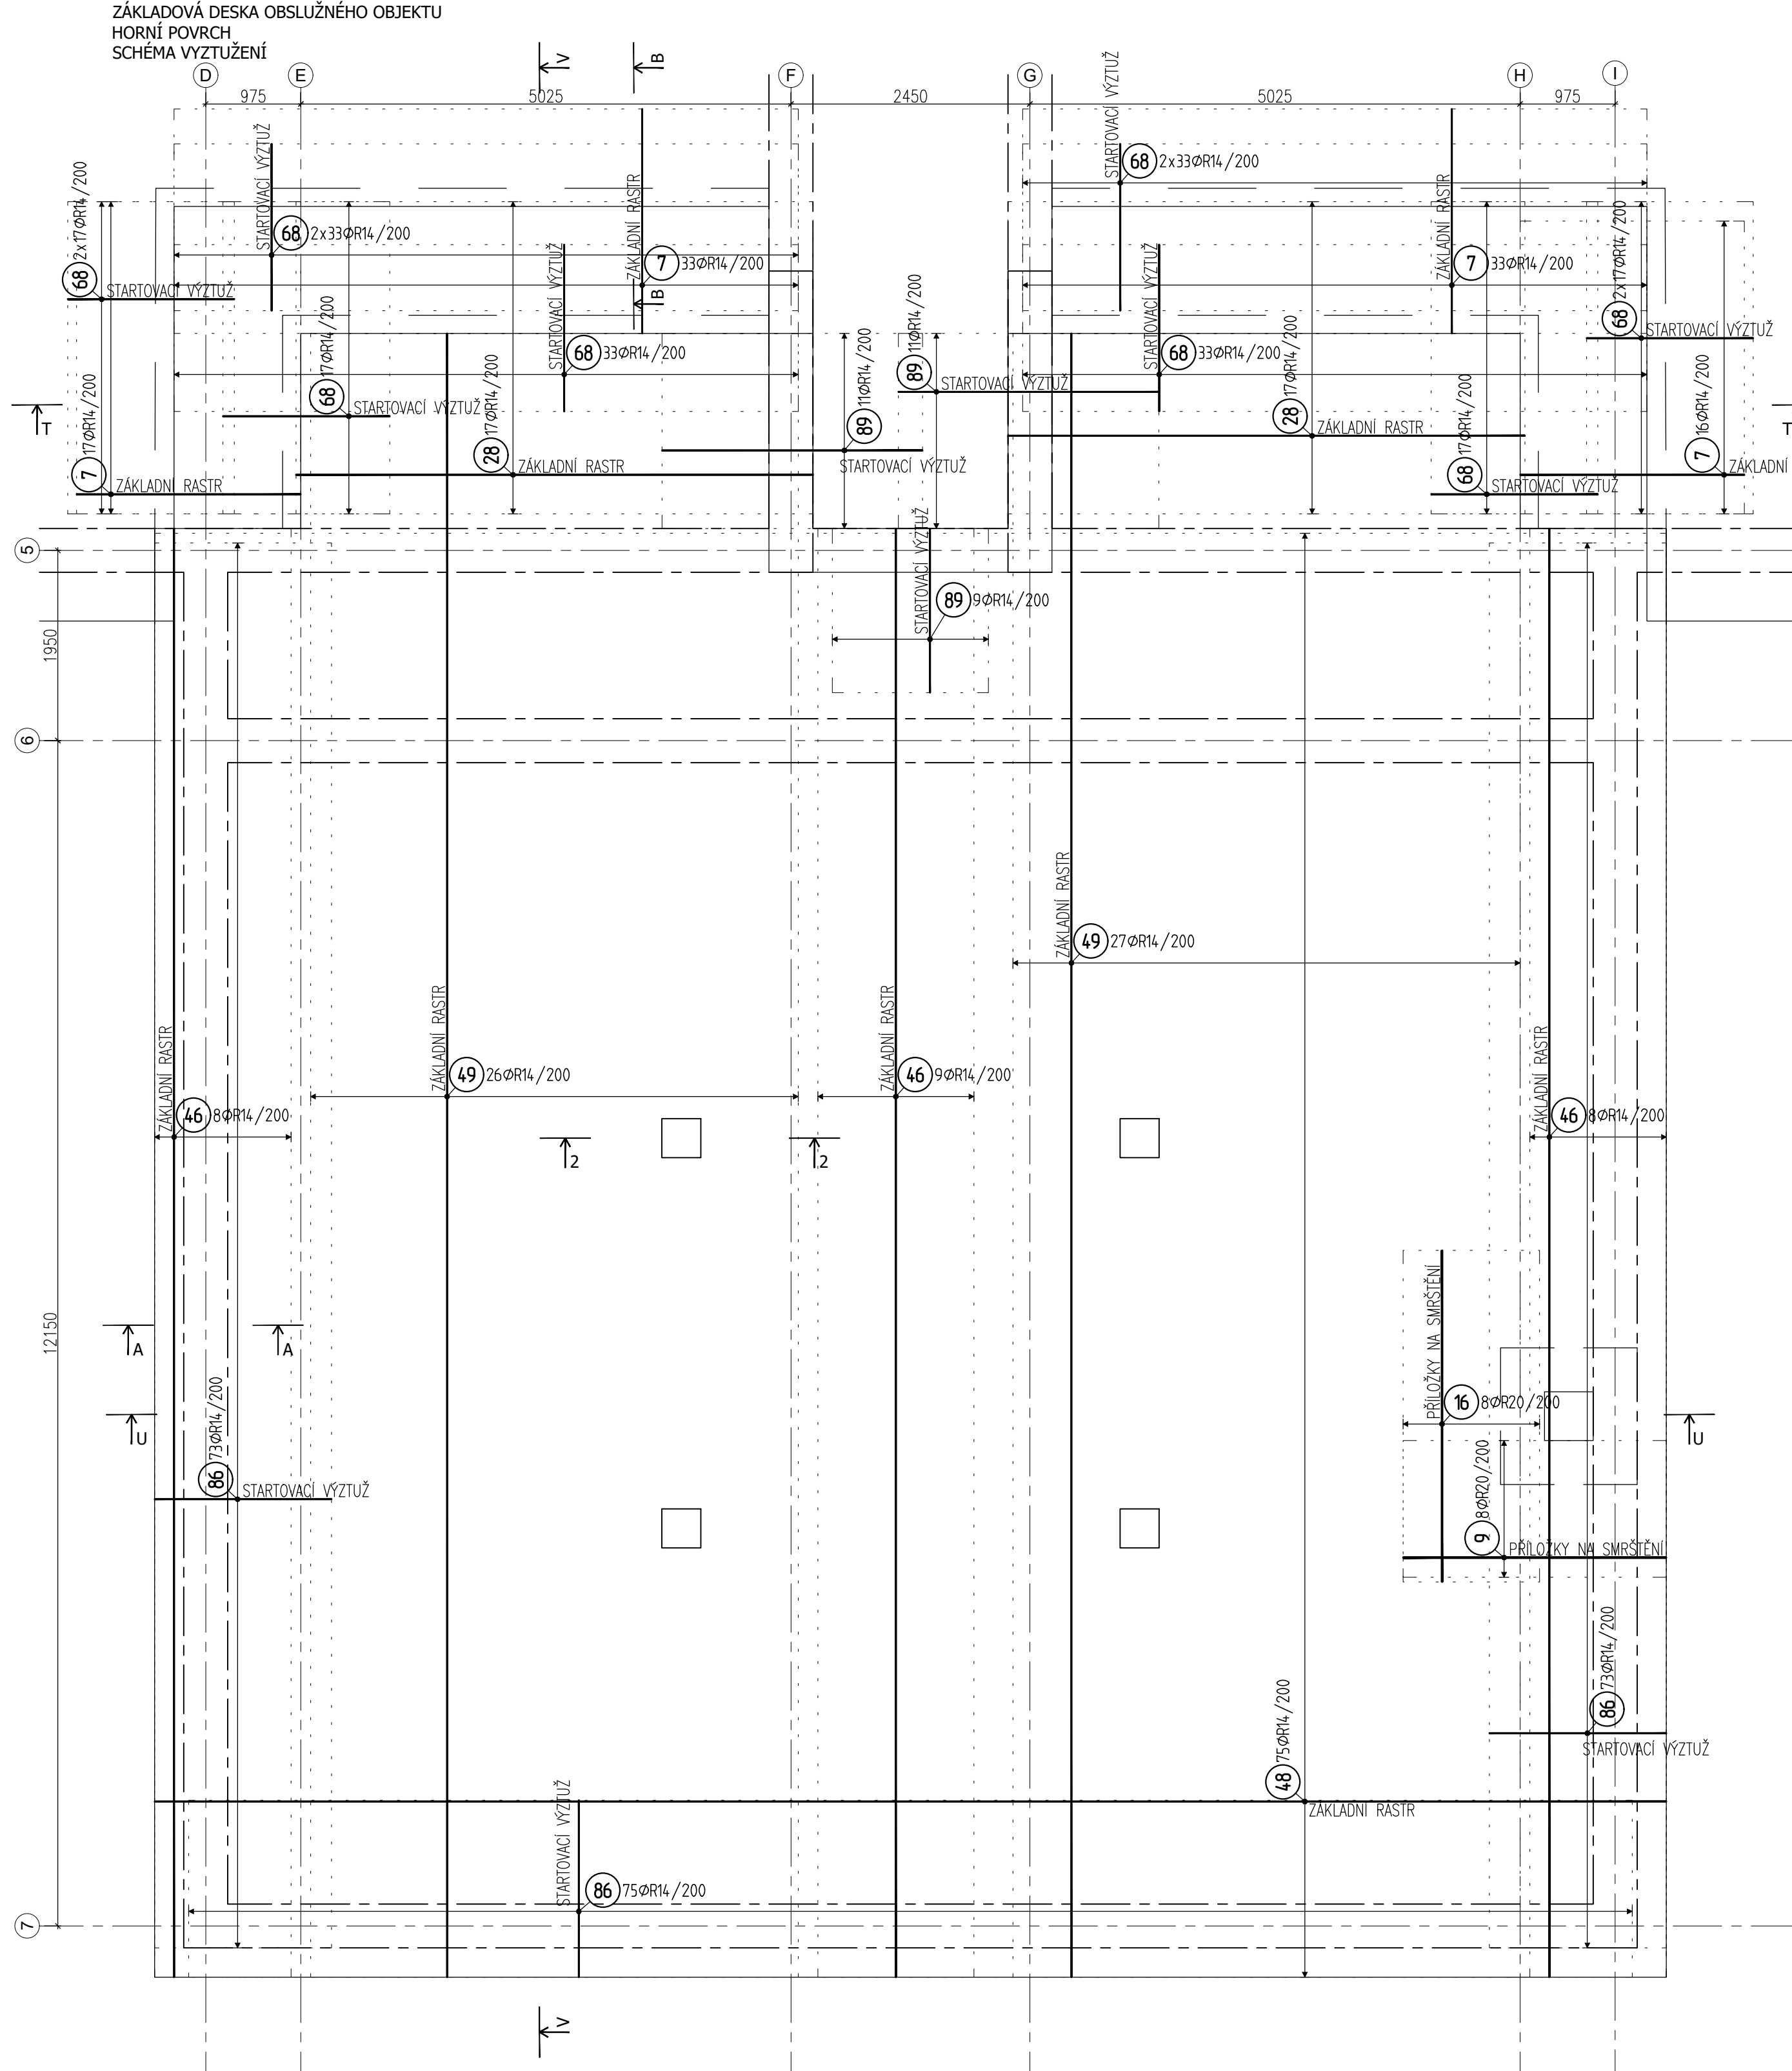 ZÁKLADOVÁ DESKA OBSLUŽNÉHO OBJEKTU
HORNÍ POVRCH
SCHÉMA VYZTUŽENÍ
V
B
D
E
F
G
H
I
975
5025
2450
5025
975
STARTOVACÍ VÝZTUŽ
68 2x33ØR14/200
STARTOVACÍ VÝZTUŽ
68 2x33ØR14/200
ZÁKLADNÍ RASTR
7 33ØR14/200
ZÁKLADNÍ RASTR
7 33ØR14/200
68 2x17ØR14/200
STARTOVACÍ VÝZTUŽ
68 2x17ØR14/200
STARTOVACÍ VÝZTUŽ
B
STARTOVACÍ VÝZTUŽ
68 33ØR14/200
STARTOVACÍ VÝZTUŽ
68 33ØR14/200
68 17ØR14/200
STARTOVACÍ VÝZTUŽ
89 11ØR14/200
STARTOVACÍ VÝZTUŽ
89 11ØR14/200
STARTOVACÍ VÝZTUŽ
28 17ØR14/200
ZÁKLADNÍ RASTR
28 17ØR14/200
ZÁKLADNÍ RASTR
T
T
7 17ØR14/200
ZÁKLADNÍ RASTR
68 17ØR14/200
STARTOVACÍ VÝZTUŽ
7 16ØR14/200
ZÁKLADNÍ
5
STARTOVACÍ VÝZTUŽ
89 9ØR14/200
1950
6
ZÁKLADNÍ RASTR
49 27ØR14/200
ZÁKLADNÍ RASTR
49 26ØR14/200
ZÁKLADNÍ RASTR
46 9ØR14/200
ZÁKLADNÍ RASTR
46 8ØR14/200
ZÁKLADNÍ RASTR
46 8ØR14/200
2
2
12150
A
A
PŘÍLOŽKY NA SMRŠTĚNÍ
16 8ØR20/200
U
U
86 73ØR14/200
STARTOVACÍ VÝZTUŽ
9 8ØR20/200
PŘÍLOŽKY NA SMRŠTĚNÍ
86 73ØR14/200
STARTOVACÍ VÝZTUŽ
48 75ØR14/200
ZÁKLADNÍ RASTR
STARTOVACÍ VÝZTUŽ
86 75ØR14/200
7
V